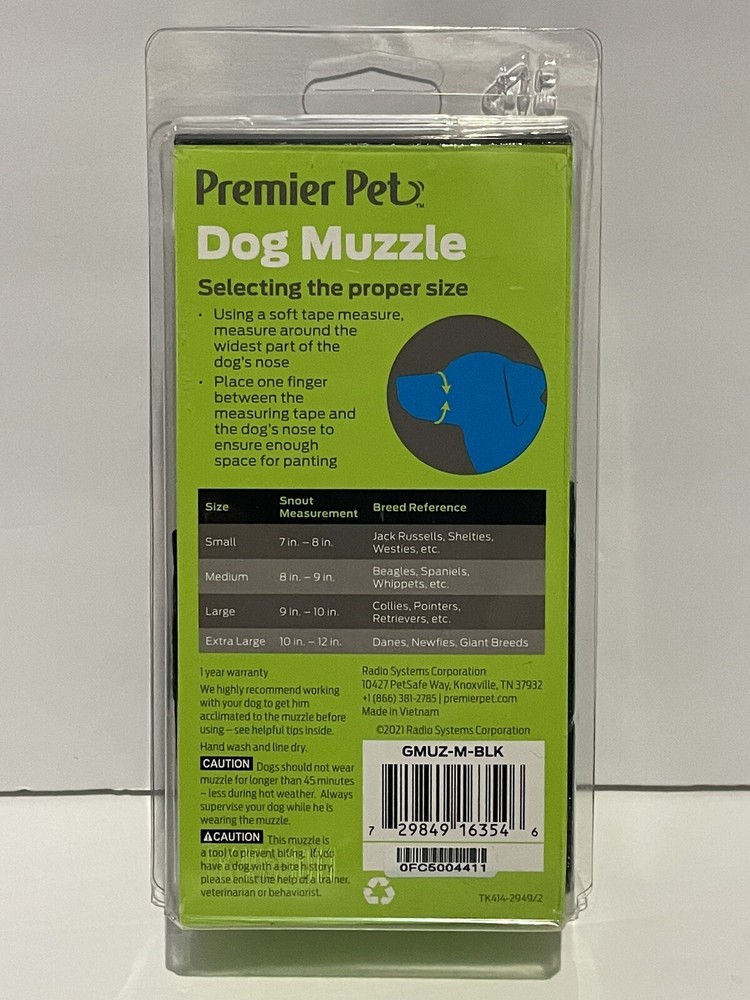 Premier Pet™
Dog Muzzle
Selecting the proper size
• Using a soft tape measure,
measure around the
widest part of the
dog's nose
• Place one finger
between the
measuring tape and
the dog's nose to
ensure enough
space for panting
Size Snout Measurement Breed Reference
Small 7 in. – 8 in. Jack Russells, Shelties,
Westies, etc.
Medium 8 in. – 9 in. Beagles, Spaniels,
Whippets, etc.
Large 9 in. – 10 in. Collies, Pointers,
Retrievers, etc.
Extra Large 10 in. – 12 in. Danes, Newfies, Giant Breeds
1 year warranty
We highly recommend working
with your dog to get him
acclimated to the muzzle before
using – see helpful tips inside.
Hand wash and line dry.
CAUTION Dogs should not wear
muzzle for longer than 45 minutes
– less during hot weather. Always
supervise your dog while he is
wearing the muzzle.
⚠CAUTION This muzzle is
a tool to prevent biting. If you
have a dog with a bite history,
please enlist the help of a trainer,
veterinarian or behaviorist.
Radio Systems Corporation
10427 PetSafe Way, Knoxville, TN 37932
+1 (866) 381-2785 | premierpet.com
Made in Vietnam
©2021 Radio Systems Corporation
GMUZ-M-BLK
7 29849 16354 6
0FC5004411
TK414-2949/2